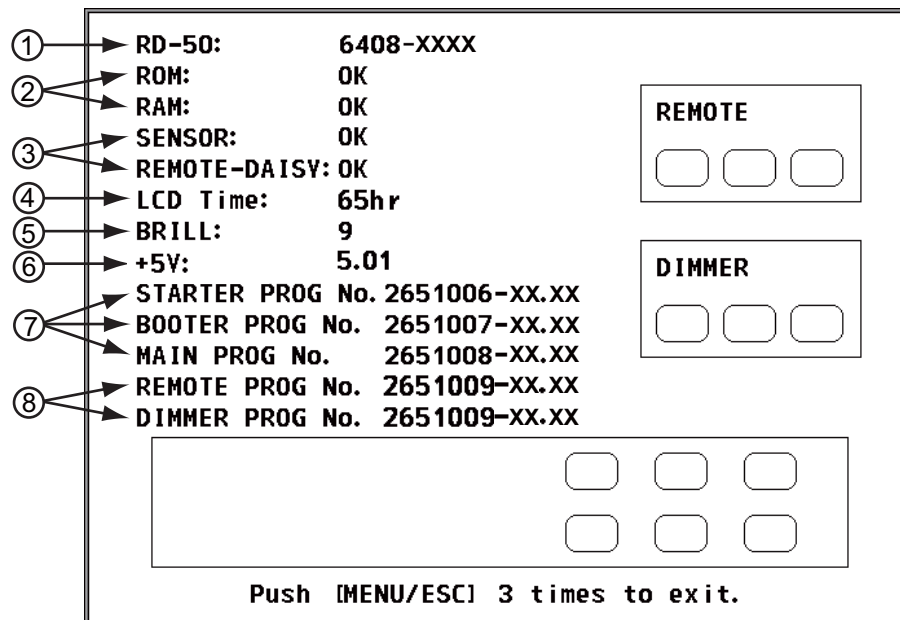 ① RD-50: 6408-XXXX
② ROM: OK
RAM: OK
③ SENSOR: OK
REMOTE-DAISY: OK
④ LCD Time: 65hr
⑤ BRILL: 9
⑥ +5V: 5.01
⑦ STARTER PROG No. 2651006-XX.XX
BOOTER PROG No. 2651007-XX.XX
MAIN PROG No. 2651008-XX.XX
⑧ REMOTE PROG No. 2651009-XX.XX
DIMMER PROG No. 2651009-XX.XX
REMOTE
DIMMER
Push [MENU/ESC] 3 times to exit.